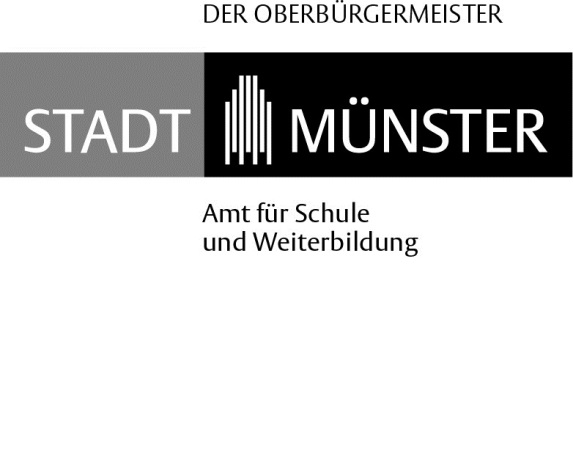 DER OBERBÜRGERMEISTER
STADT MÜNSTER
Amt für Schule
und Weiterbildung